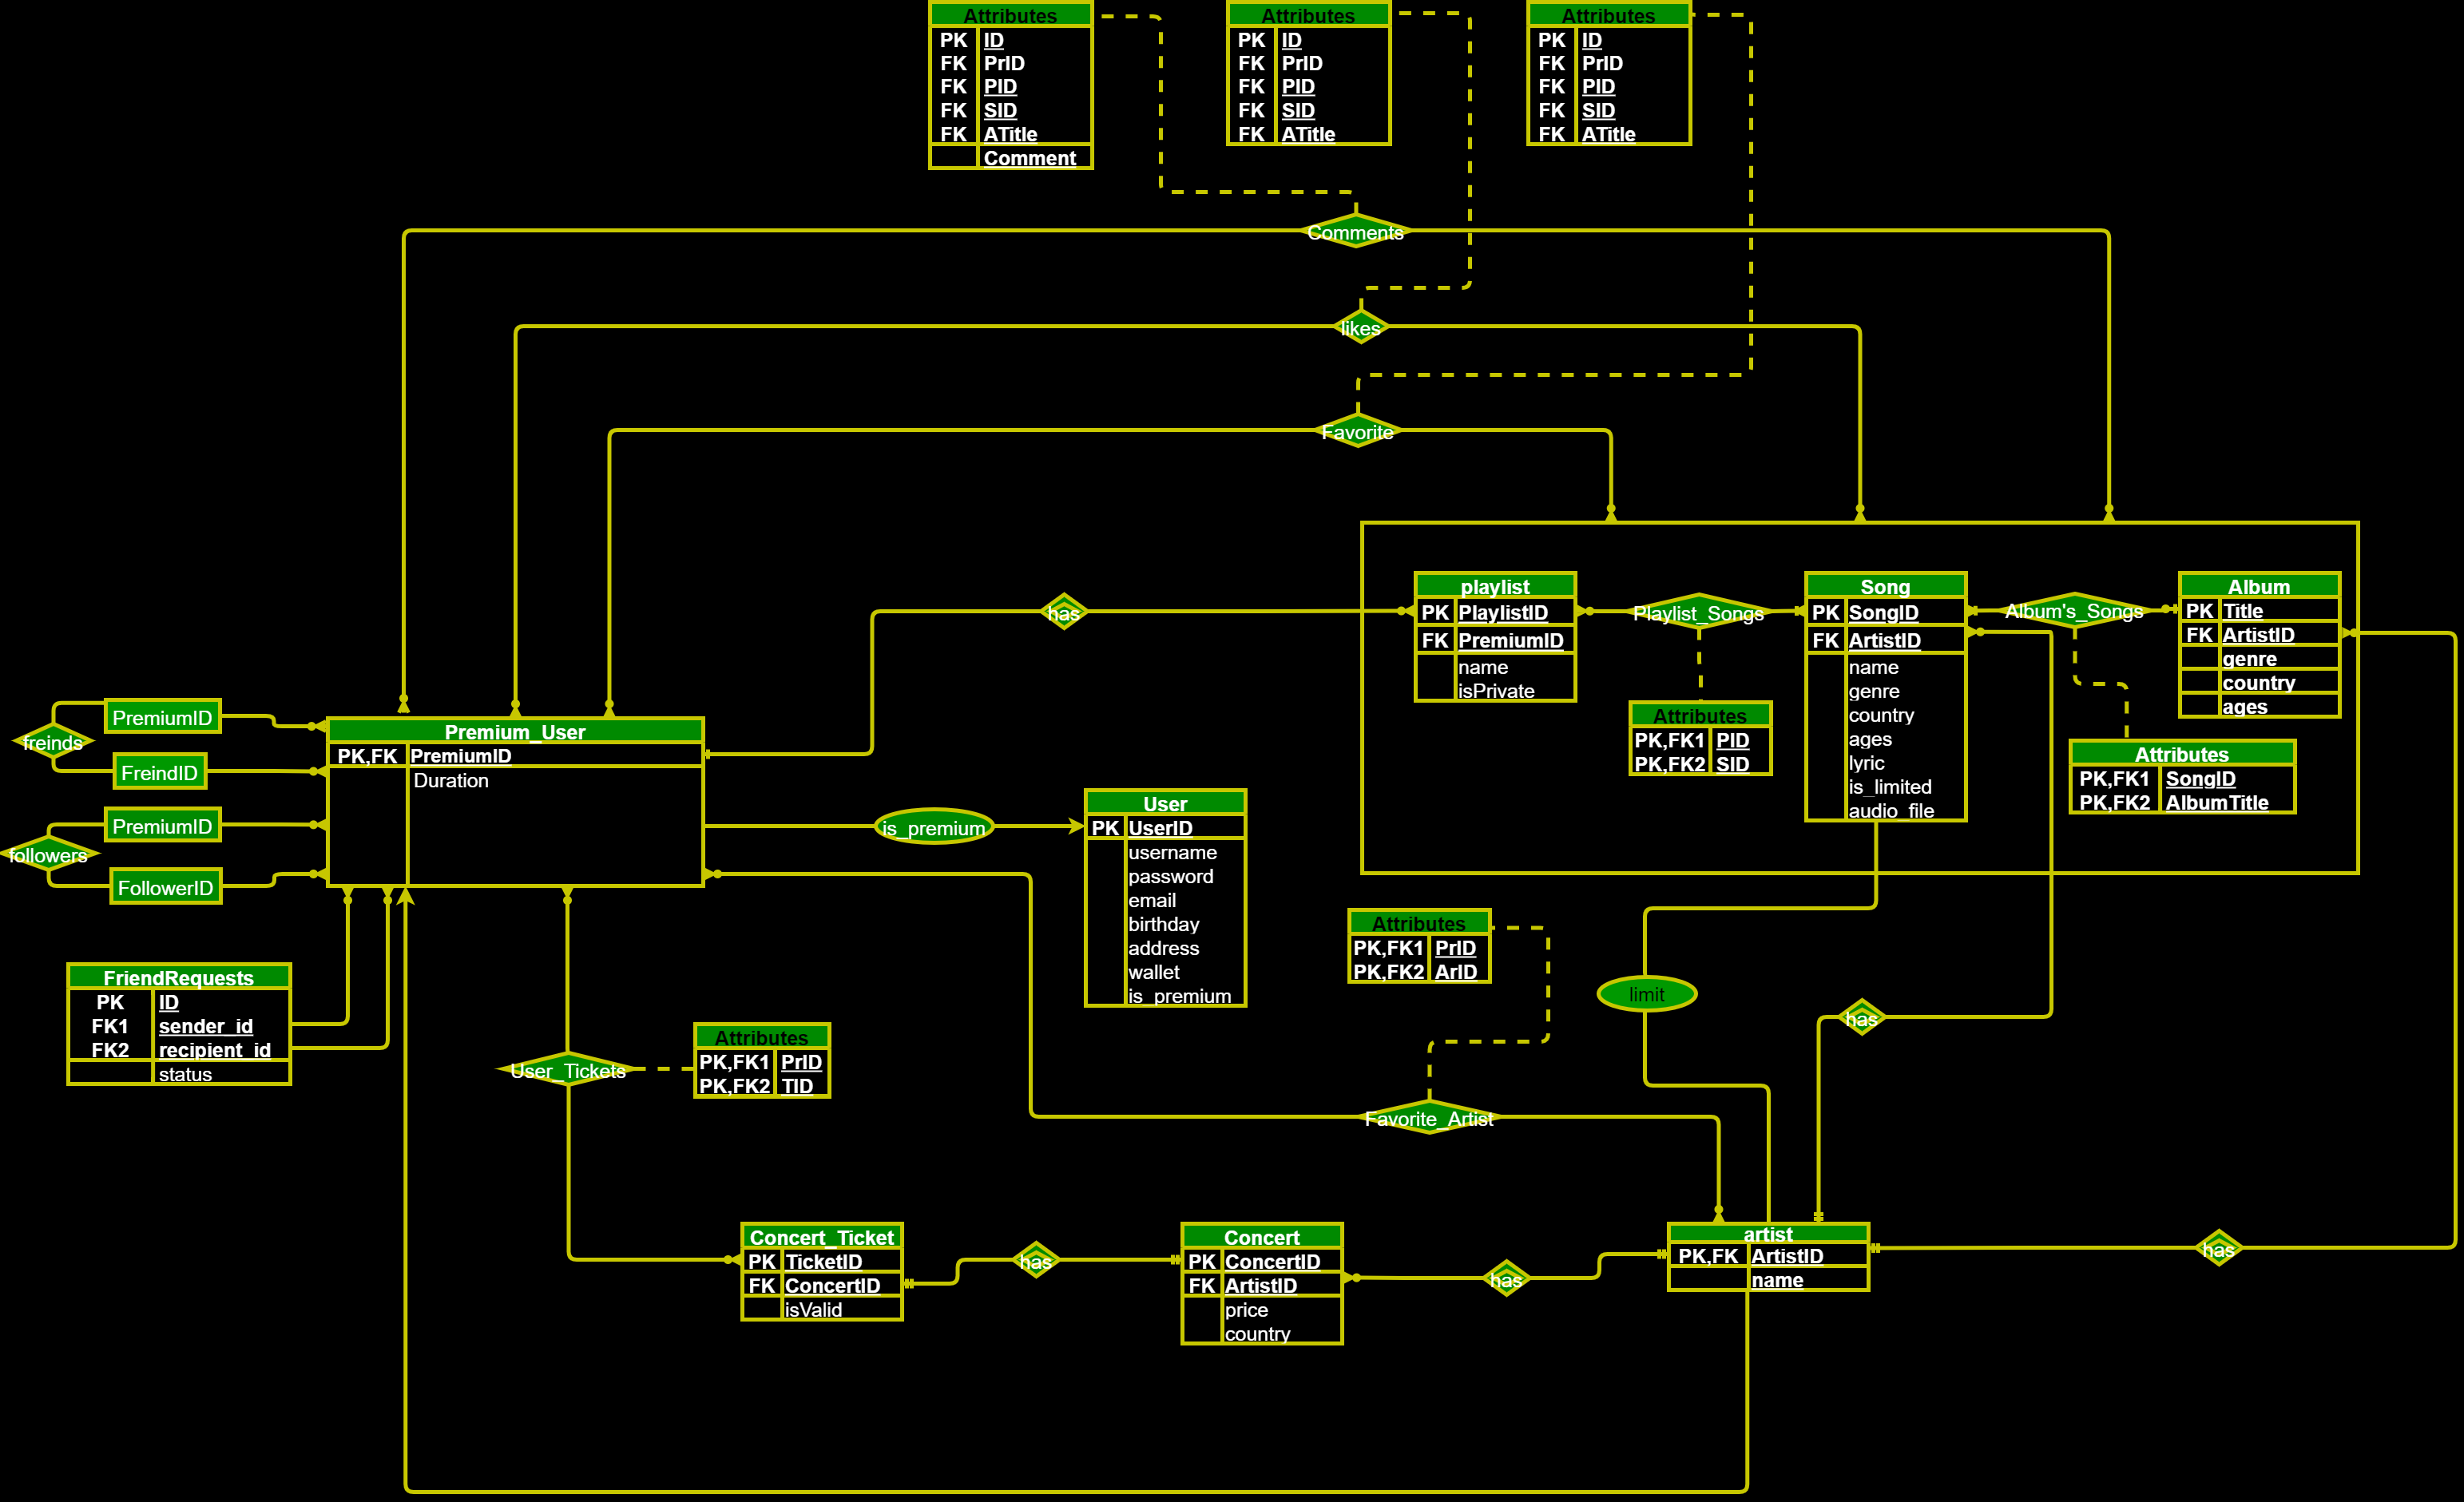 Attributes
PK ID
FK PrID
FK PID
FK SID
FK ATitle
Comment
Attributes
PK ID
FK PrID
FK PID
FK SID
FK ATitle
Attributes
PK ID
FK PrID
FK PID
FK SID
FK ATitle
Comments
likes
Favorite
has
playlist
PK PlaylistID
FK PremiumID
name
isPrivate
Playlist_Songs
Attributes
PK,FK1 PID
PK,FK2 SID
Song
PK SongID
FK ArtistID
name
genre
country
ages
lyric
is_limited
audio_file
Album's_Songs
Album
PK Title
FK ArtistID
genre
country
ages
Attributes
PK,FK1 SongID
PK,FK2 AlbumTitle
freinds
PremiumID
FreindID
followers
PremiumID
FollowerID
Premium_User
PK,FK PremiumID
Duration
is_premium
User
PK UserID
username
password
email
birthday
address
wallet
is_premium
FriendRequests
PK ID
FK1 sender_id
FK2 recipient_id
status
User_Tickets
Attributes
PK,FK1 PrID
PK,FK2 TID
Attributes
PK,FK1 PrID
PK,FK2 ArID
limit
has
Favorite_Artist
Concert_Ticket
PK TicketID
FK ConcertID
isValid
has
Concert
PK ConcertID
FK ArtistID
price
country
has
artist
PK,FK ArtistID
name
has